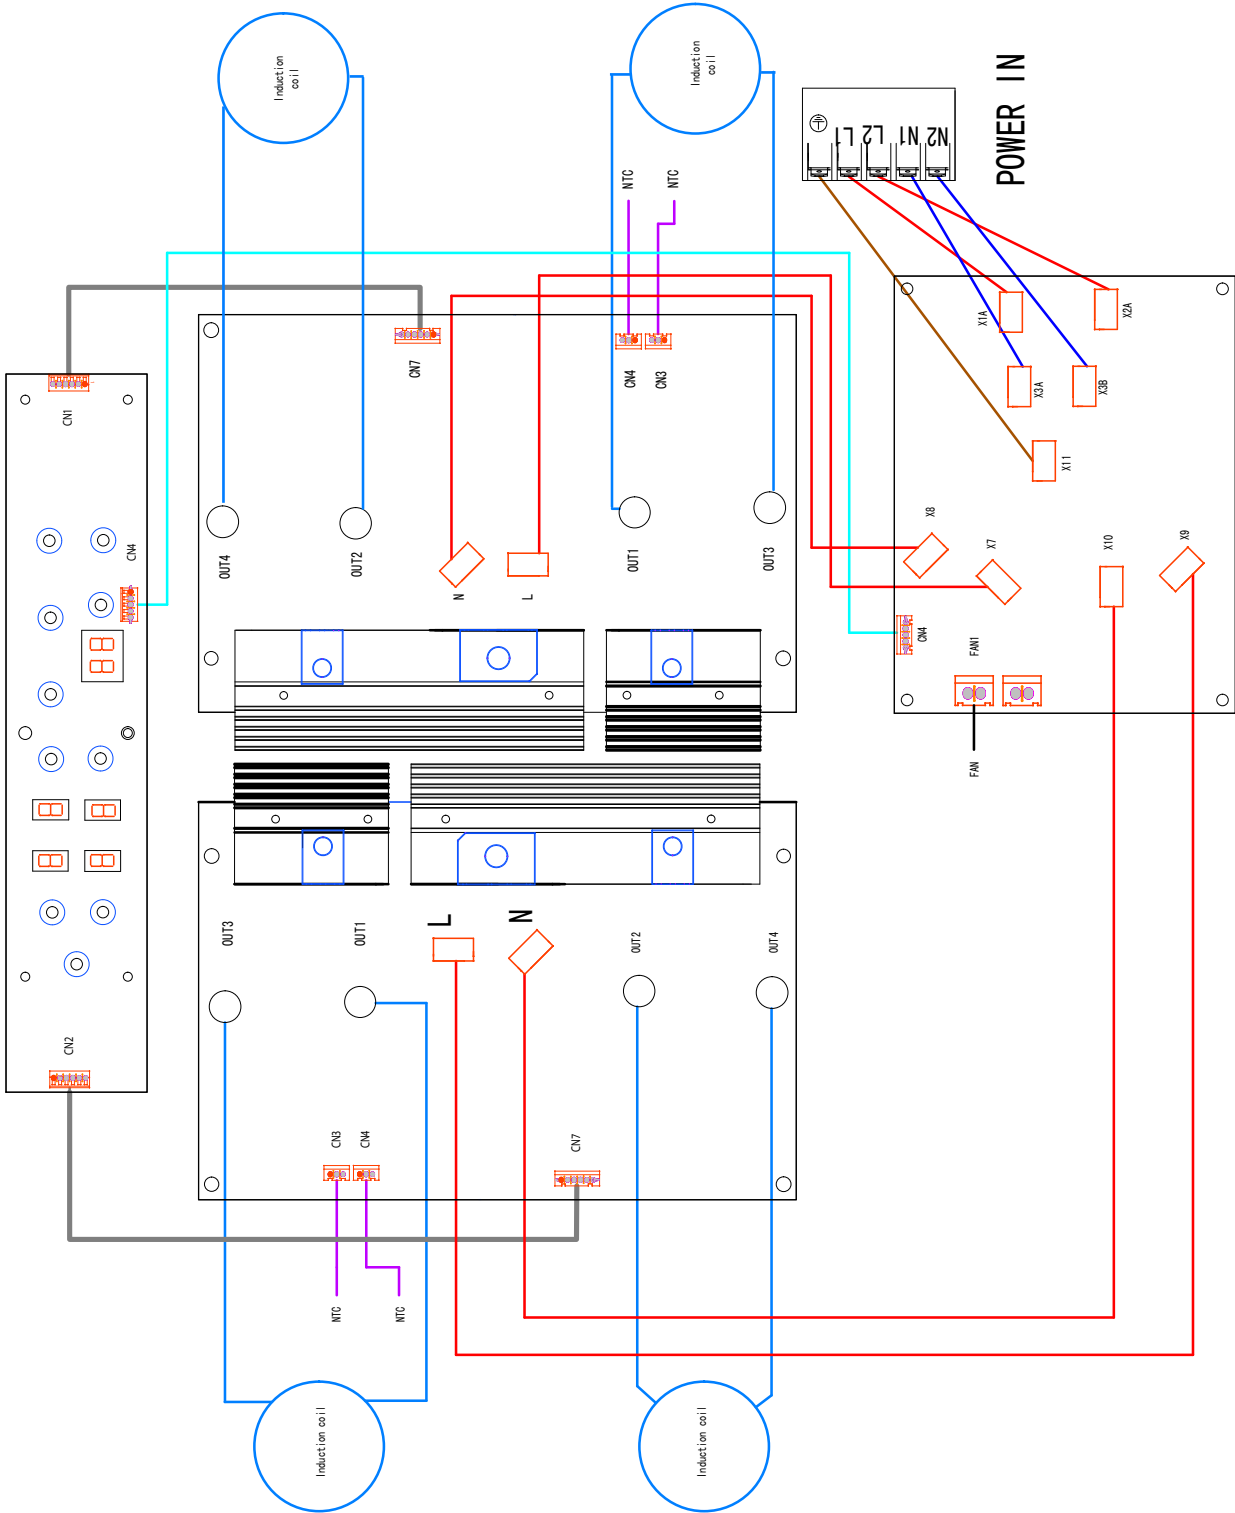 Induction
coil
Induction
coil
POWER IN
L1
L2
N1
N2
NTC
NTC
CN7
CN4
CN3
CN1
CN4
CN2
OUT4
OUT2
N
L
OUT1
OUT3
X1A
X2A
X3A
X3B
X11
X8
X7
X10
X9
CN4
FAN1
FAN
OUT3
OUT1
L
N
OUT2
OUT4
CN3
CN4
CN7
NTC
NTC
Induction coil
Induction coil